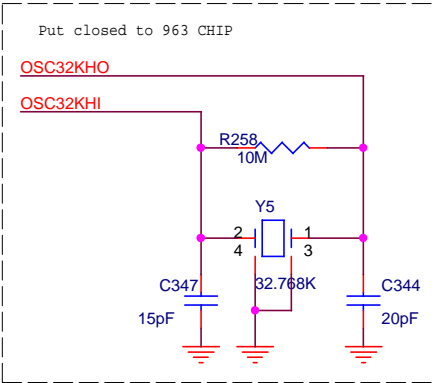 Put closed to 963 CHIP
OSC32KHO
OSC32KHI
R258
10M
Y5
2 1
4 3
C347 32.768K C344
15pF 20pF